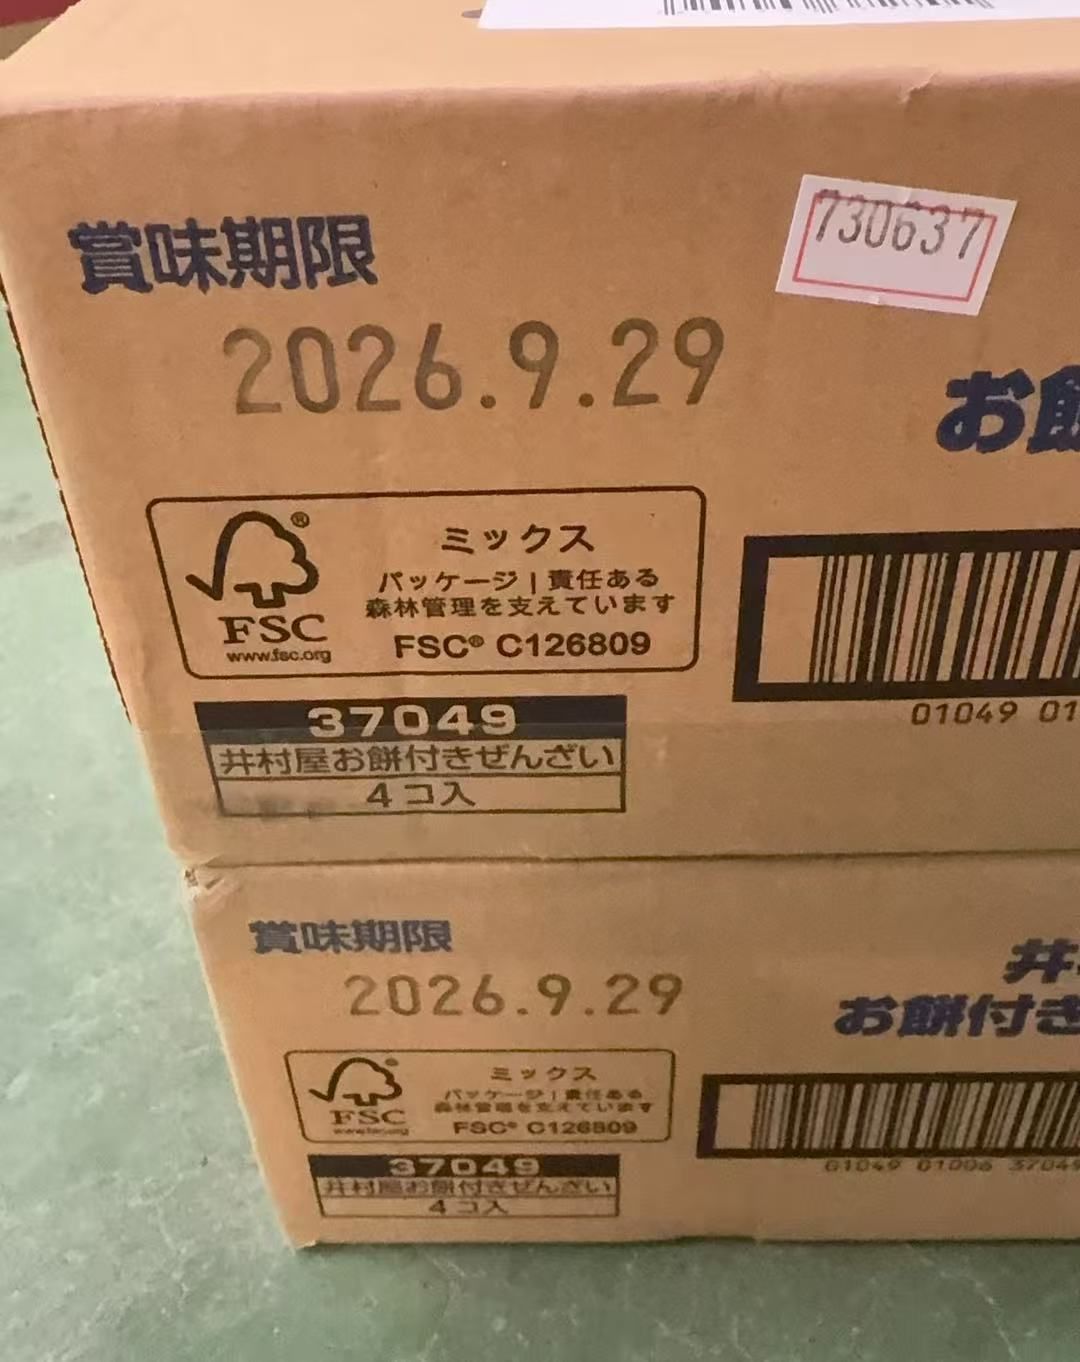 730637
賞味期限
2026.9.29
お
ミックス
パッケージ | 責任ある
森林管理を支えています
FSC® C126809
FSC
www.fsc.org
01049 01
37049
井村屋お餅付きぜんざい
4コ入
賞味期限
2026.9.29
井
お餅付き
ミックス
パッケージ | 責任ある
森林管理を支えています
FSC® C126809
FSC
www.fsc.org
01049 01006 37049
37049
井村屋お餅付きぜんざい
4コ入